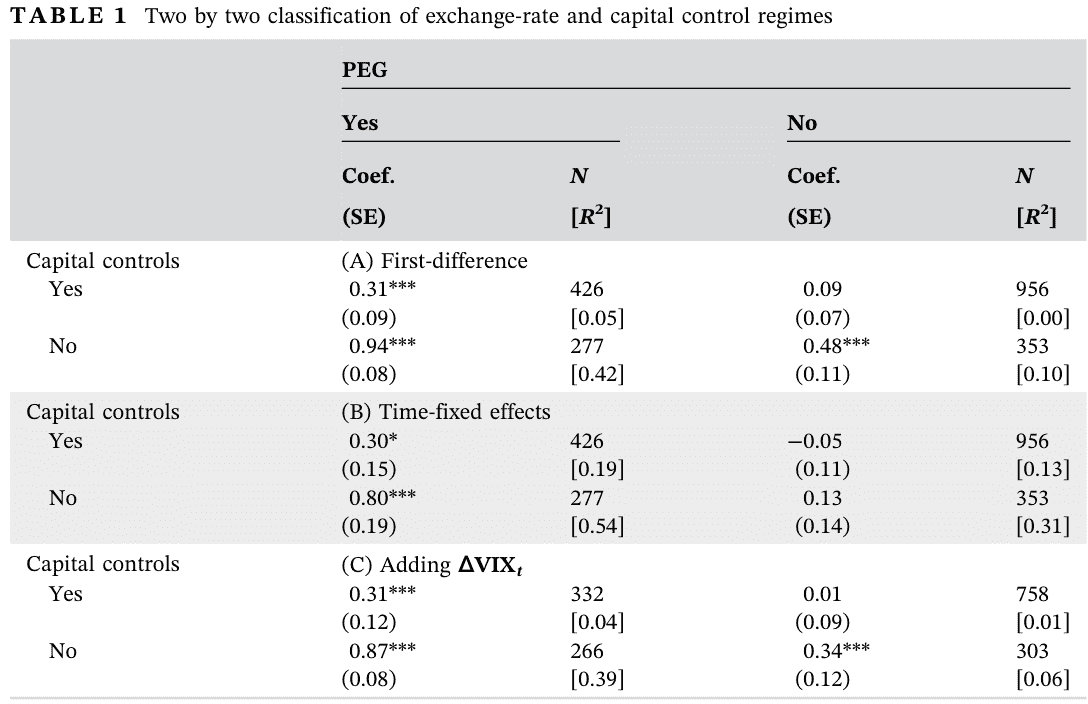 TABLE 1 Two by two classification of exchange-rate and capital control regimes
PEG
Yes No
Coef. N Coef. N
(SE) [R²] (SE) [R²]
Capital controls (A) First-difference
Yes 0.31*** 426 0.09 956
(0.09) [0.05] (0.07) [0.00]
No 0.94*** 277 0.48*** 353
(0.08) [0.42] (0.11) [0.10]
Capital controls (B) Time-fixed effects
Yes 0.30* 426 −0.05 956
(0.15) [0.19] (0.11) [0.13]
No 0.80*** 277 0.13 353
(0.19) [0.54] (0.14) [0.31]
Capital controls (C) Adding ΔVIXₜ
Yes 0.31*** 332 0.01 758
(0.12) [0.04] (0.09) [0.01]
No 0.87*** 266 0.34*** 303
(0.08) [0.39] (0.12) [0.06]